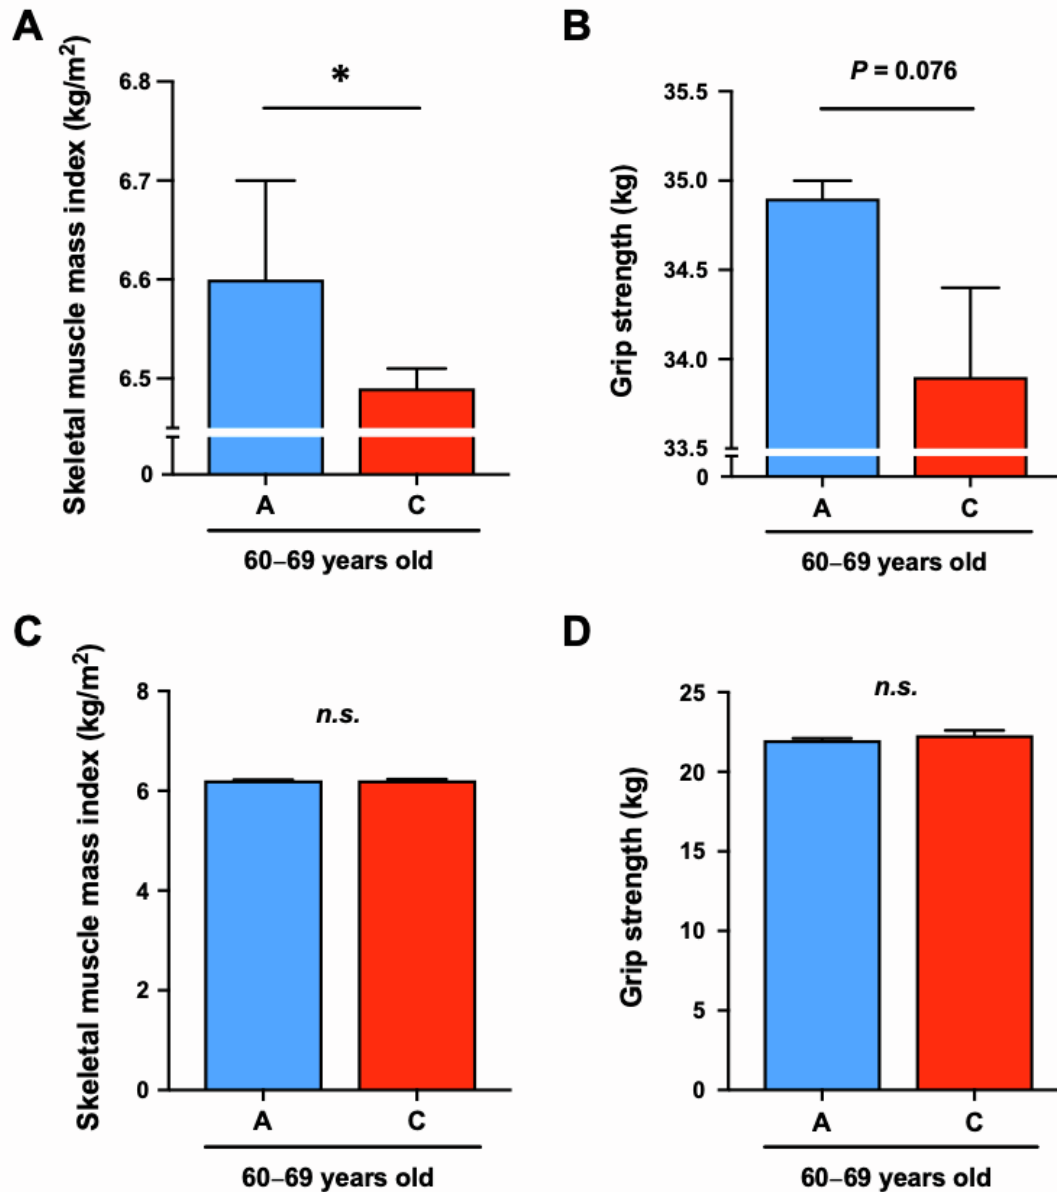 A
Skeletal muscle mass index (kg/m²)
6.8
6.7
6.6
6.5
0
*
A
C
60–69 years old
B
Grip strength (kg)
35.5
35.0
34.5
34.0
33.5
0
P = 0.076
A
C
60–69 years old
C
Skeletal muscle mass index (kg/m²)
8
6
4
2
0
n.s.
A
C
60–69 years old
D
Grip strength (kg)
25
20
15
10
5
0
n.s.
A
C
60–69 years old